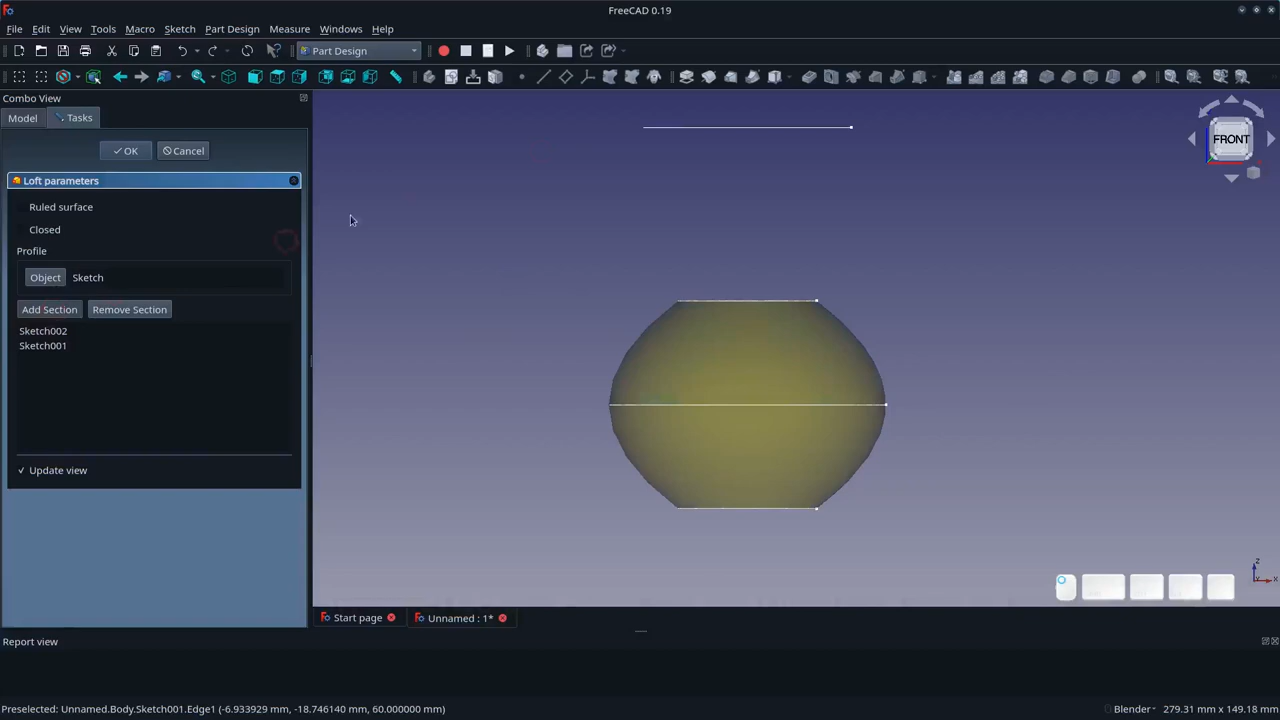 FreeCAD 0.19
File Edit View Tools Macro Sketch Part Design Measure Windows Help
Part Design
Combo View
Model Tasks
OK Cancel
Loft parameters
Ruled surface
Closed
Profile
Object Sketch
Add Section Remove Section
Sketch002
Sketch001
Update view
FRONT
z
x
Start page Unnamed : 1*
Report view
Preselected: Unnamed.Body.Sketch001.Edge1 (-6.933929 mm, -18.746140 mm, 60.000000 mm) Blender 279.31 mm x 149.18 mm